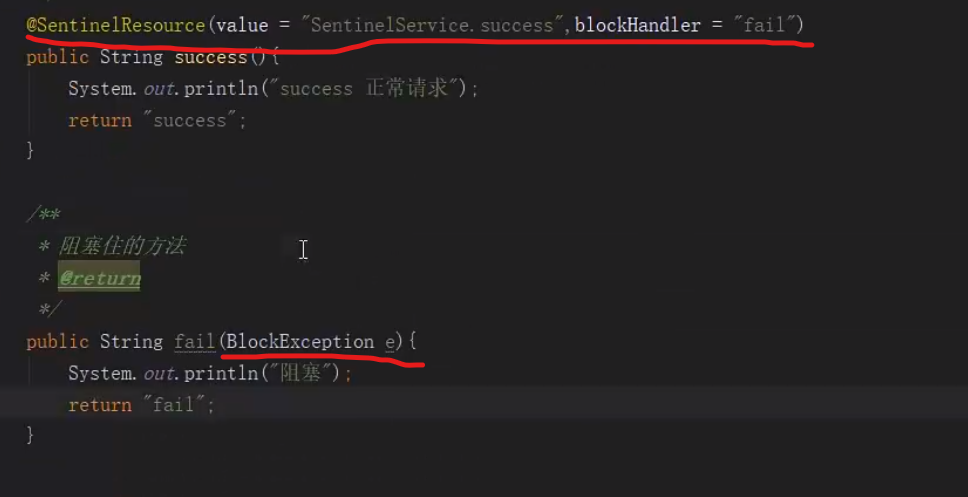 @SentinelResource(value = "SentinelService.success",blockHandler = "fail")
public String success(){
System.out.println("success 正常请求");
return "success";
}
/**
* 阻塞住的方法
* @return
*/
public String fail(BlockException e){
System.out.println("阻塞");
return "fail";
}